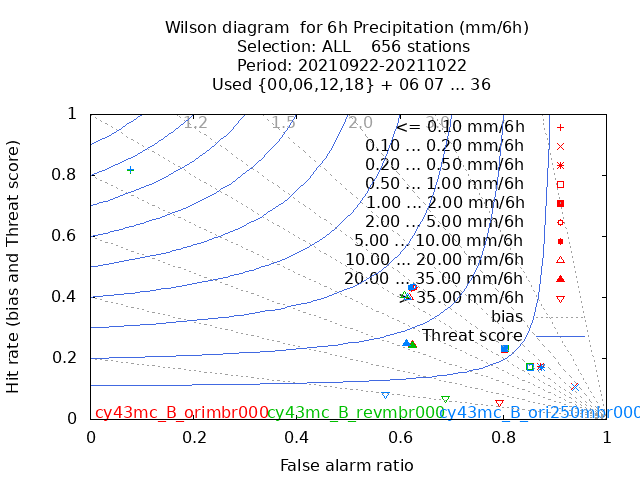 Wilson diagram  for 6h Precipitation (mm/6h)
Selection: ALL    656 stations
Period: 20210922-20211022
Used {00,06,12,18} + 06 07 ... 36
Hit rate (bias and Threat score)
1
0.8
0.6
0.4
0.2
0
1.2
1.5
2.0
<= 0.10 mm/6h
0.10 ... 0.20 mm/6h
0.20 ... 0.50 mm/6h
0.50 ... 1.00 mm/6h
1.00 ... 2.00 mm/6h
2.00 ... 5.00 mm/6h
5.00 ... 10.00 mm/6h
10.00 ... 20.00 mm/6h
20.00 ... 35.00 mm/6h
> 35.00 mm/6h
bias
Threat score
cy43mc_B_orimbr000
cy43mc_B_revmbr000
cy43mc_B_ori250mbr000
0 0.2 0.4 0.6 0.8 1
False alarm ratio